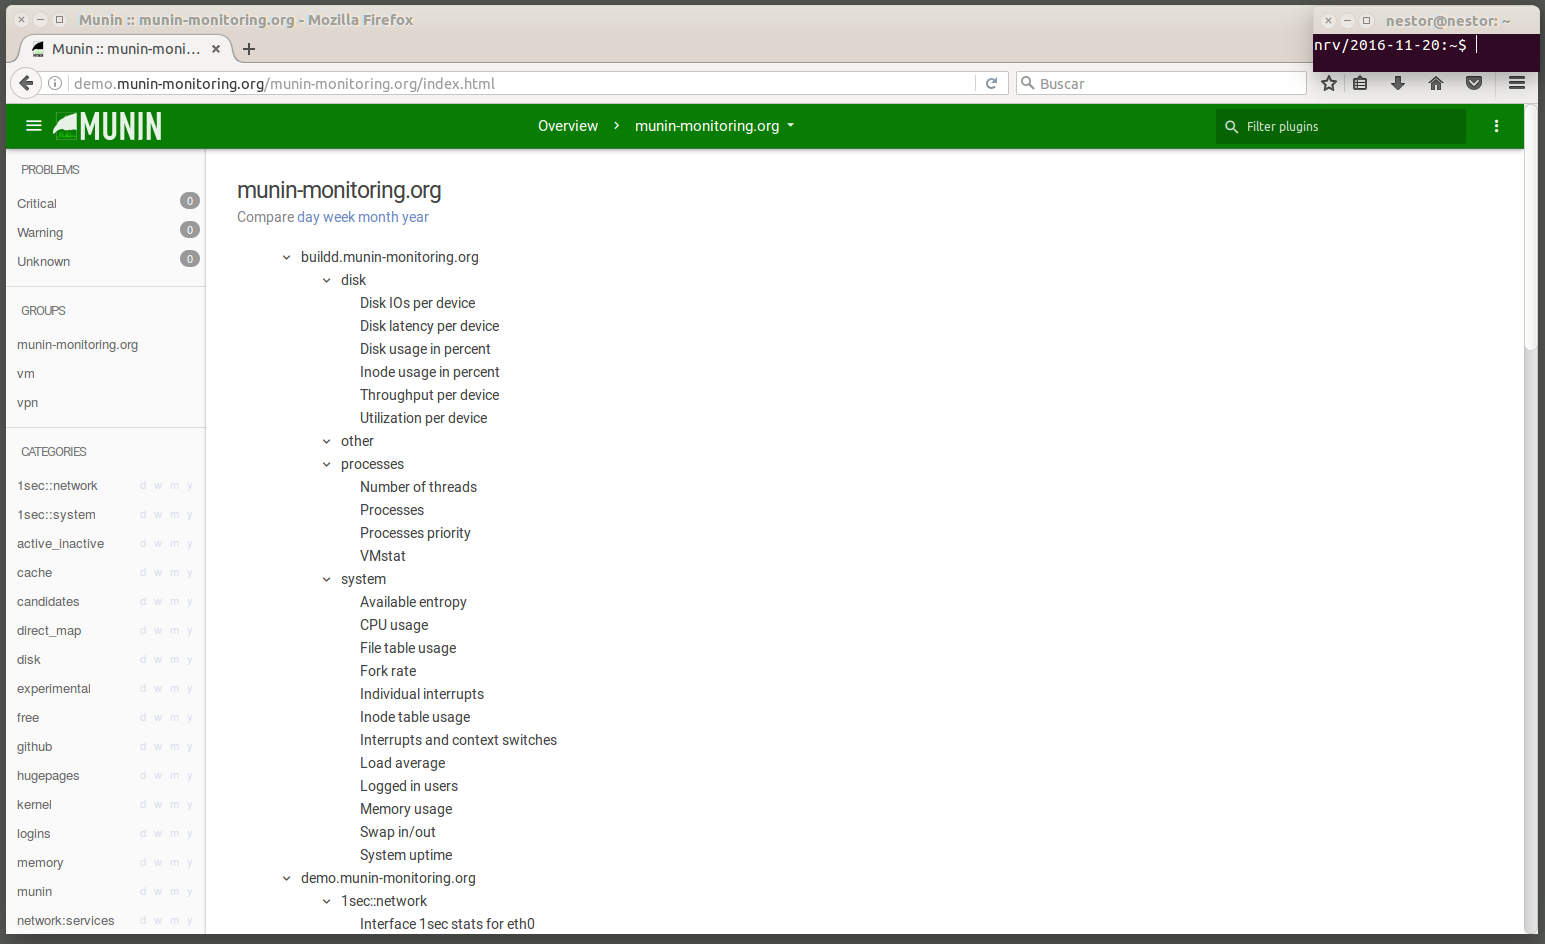 Munin :: munin-monitoring.org - Mozilla Firefox
nestor@nestor: ~
Munin :: munin-moni...
nrv/2016-11-20:~$
demo.munin-monitoring.org/munin-monitoring.org/index.html
Buscar
MUNIN
Overview
munin-monitoring.org
Filter plugins
PROBLEMS
Critical 0
Warning 0
Unknown 0
GROUPS
munin-monitoring.org
vm
vpn
CATEGORIES
1sec::network d w m y
1sec::system d w m y
active_inactive d w m y
cache d w m y
candidates d w m y
direct_map d w m y
disk d w m y
experimental d w m y
free d w m y
github d w m y
hugepages d w m y
kernel d w m y
logins d w m y
memory d w m y
munin d w m y
network:services d w m y
munin-monitoring.org
Compare day week month year
buildd.munin-monitoring.org
disk
Disk IOs per device
Disk latency per device
Disk usage in percent
Inode usage in percent
Throughput per device
Utilization per device
other
processes
Number of threads
Processes
Processes priority
VMstat
system
Available entropy
CPU usage
File table usage
Fork rate
Individual interrupts
Inode table usage
Interrupts and context switches
Load average
Logged in users
Memory usage
Swap in/out
System uptime
demo.munin-monitoring.org
1sec::network
Interface 1sec stats for eth0